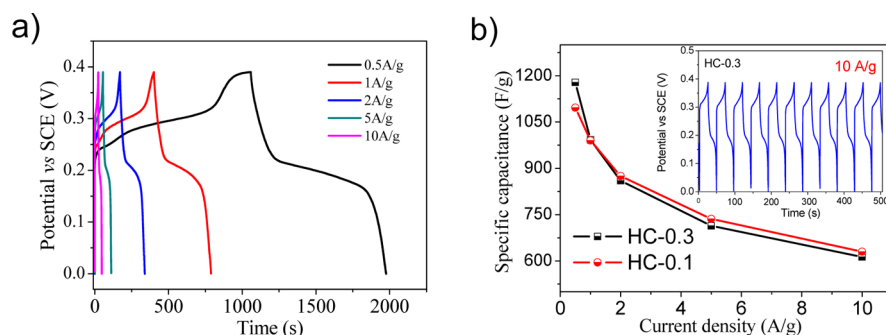 a)
Potential vs SCE (V)
0.4
0.3
0.2
0.1
0.0
0
500
1000
1500
2000
Time (s)
0.5A/g
1A/g
2A/g
5A/g
10A/g
b)
Specific capacitance (F/g)
1200
1050
900
750
600
0
2
4
6
8
10
Current density (A/g)
HC-0.3
HC-0.1
HC-0.3
10 A/g
Potential vs SCE (V)
0.5
0.4
0.3
0.2
0.1
0.0
0
100
200
300
400
500
Time (s)